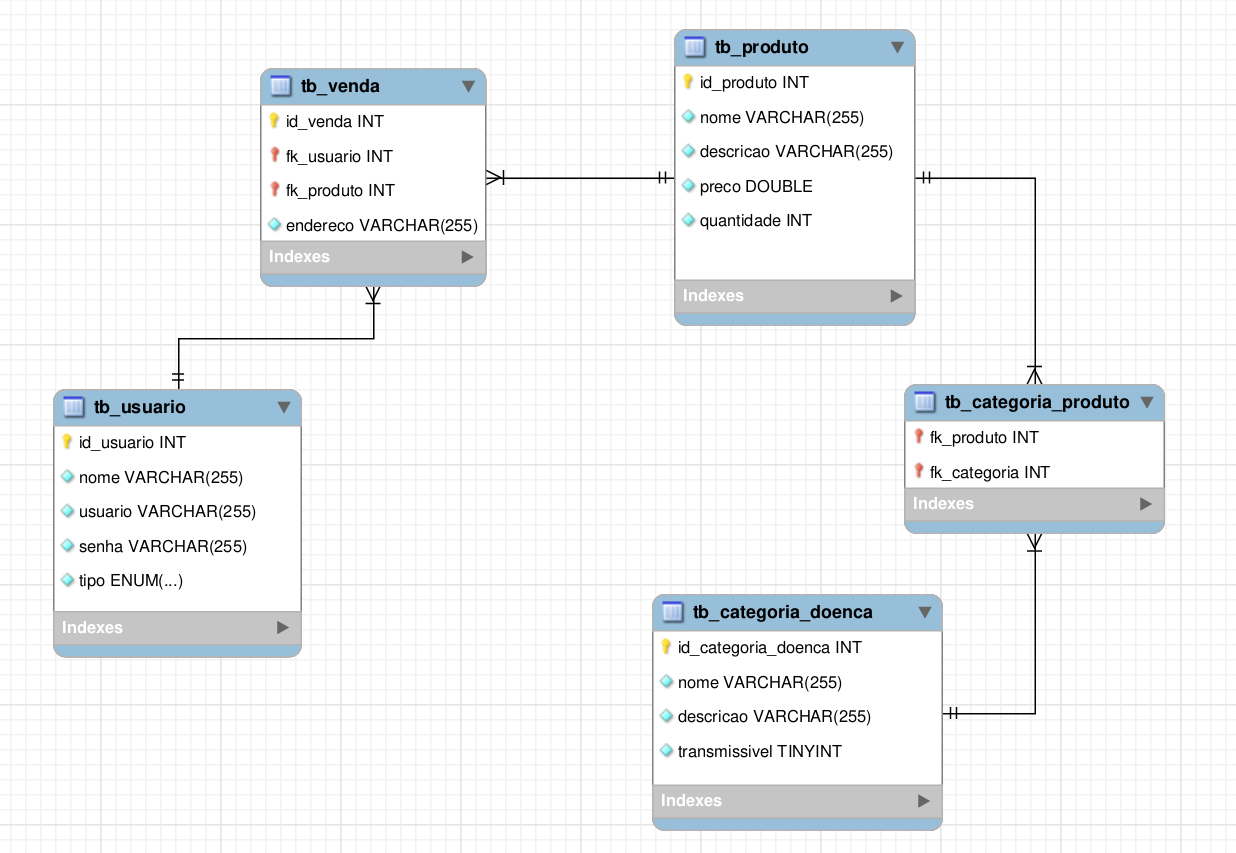 tb_venda
id_venda INT
fk_usuario INT
fk_produto INT
endereco VARCHAR(255)
Indexes
tb_produto
id_produto INT
nome VARCHAR(255)
descricao VARCHAR(255)
preco DOUBLE
quantidade INT
Indexes
tb_usuario
id_usuario INT
nome VARCHAR(255)
usuario VARCHAR(255)
senha VARCHAR(255)
tipo ENUM(...)
Indexes
tb_categoria_produto
fk_produto INT
fk_categoria INT
Indexes
tb_categoria_doenca
id_categoria_doenca INT
nome VARCHAR(255)
descricao VARCHAR(255)
transmissivel TINYINT
Indexes